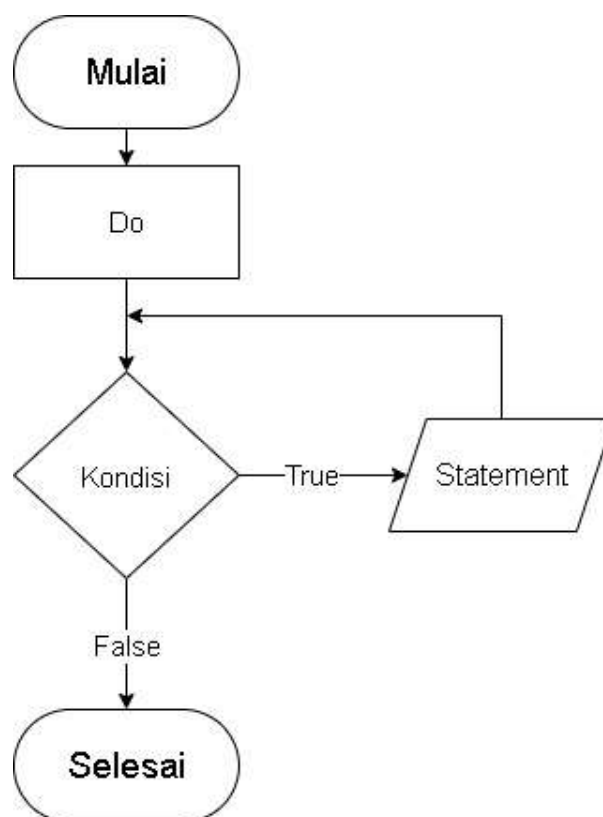 Mulai
Do
Kondisi
True
Statement
False
Selesai